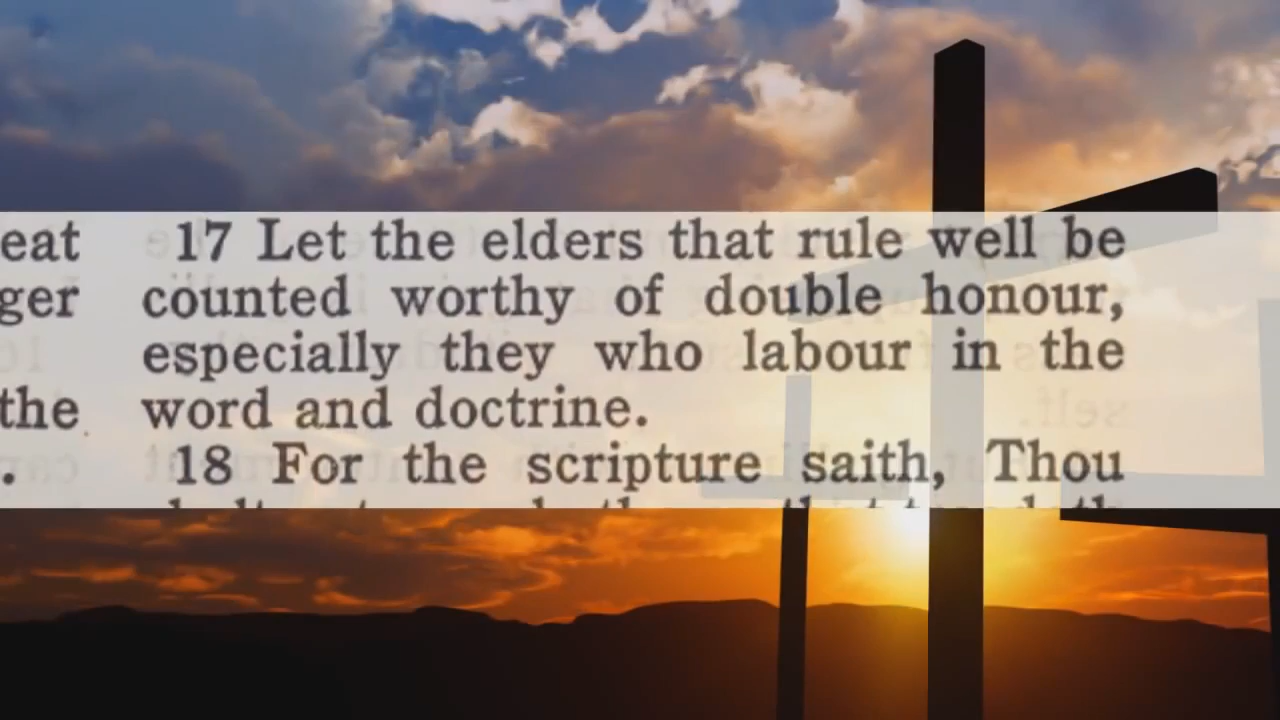 eat
ger
the
.
17 Let the elders that rule well be
counted worthy of double honour,
especially they who labour in the
word and doctrine.
18 For the scripture saith, Thou